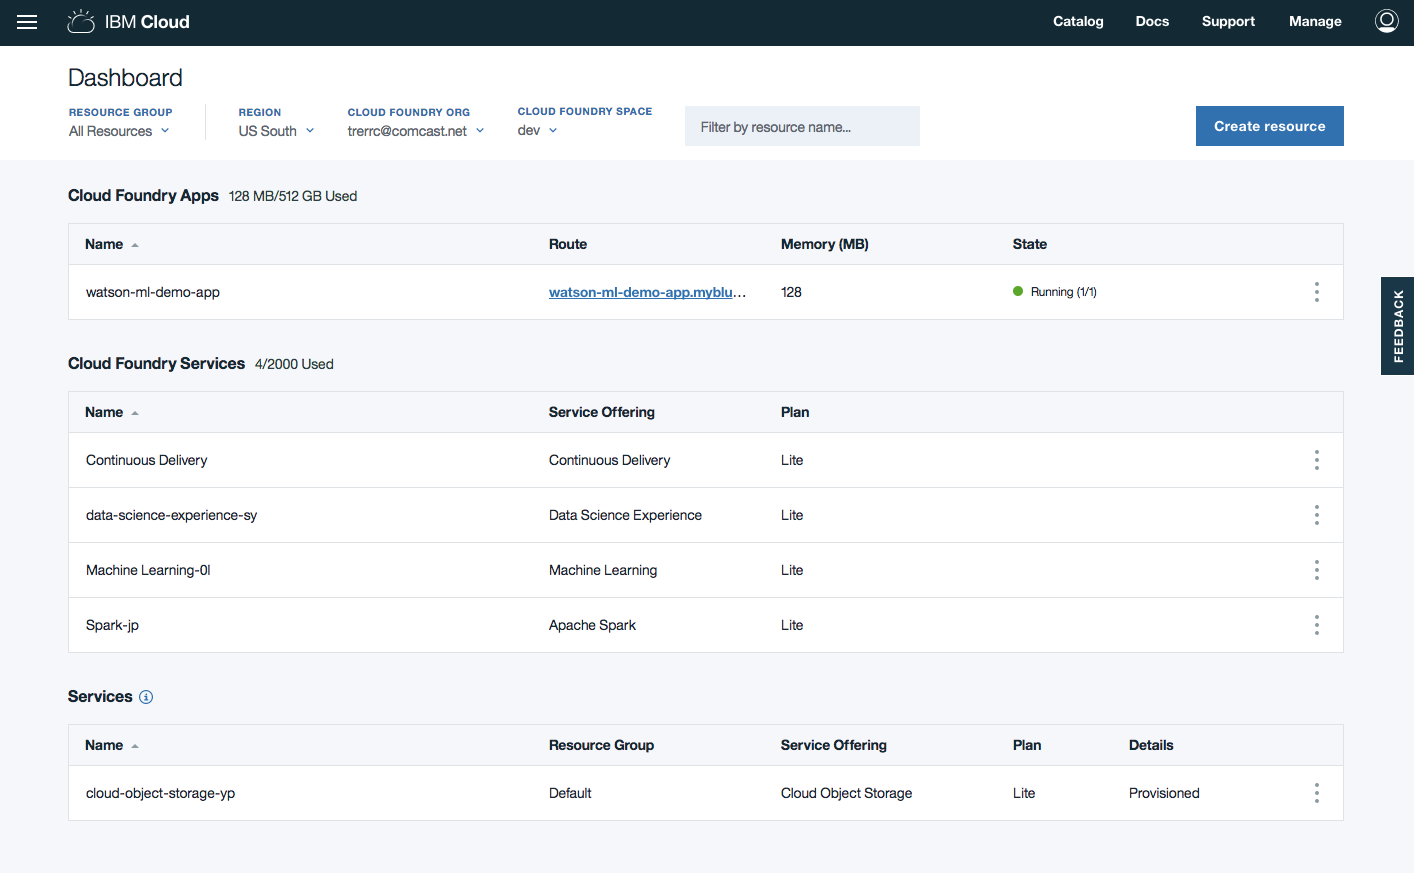 IBM Cloud
Catalog Docs Support Manage
Dashboard
RESOURCE GROUP REGION CLOUD FOUNDRY ORG CLOUD FOUNDRY SPACE
All Resources US South trerrc@comcast.net dev
Filter by resource name...
Create resource
Cloud Foundry Apps 128 MB/512 GB Used
Name Route Memory (MB) State
watson-ml-demo-app watson-ml-demo-app.myblu... 128 Running (1/1)
FEEDBACK
Cloud Foundry Services 4/2000 Used
Name Service Offering Plan
Continuous Delivery Continuous Delivery Lite
data-science-experience-sy Data Science Experience Lite
Machine Learning-0l Machine Learning Lite
Spark-jp Apache Spark Lite
Services
Name Resource Group Service Offering Plan Details
cloud-object-storage-yp Default Cloud Object Storage Lite Provisioned